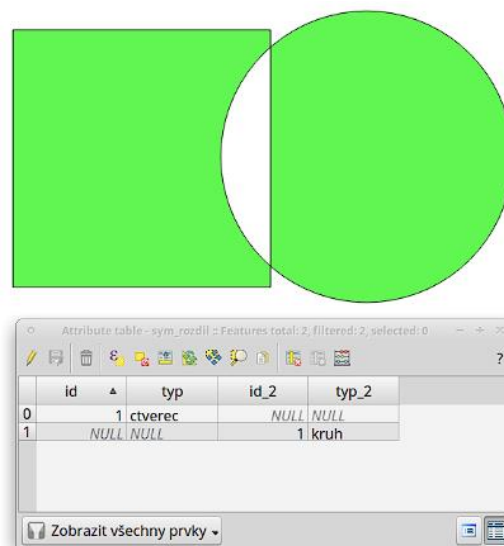 Attribute table - sym_rozdil :: Features total: 2, filtered: 2, selected: 0
?
id typ id_2 typ_2
0 1 ctverec NULL NULL
1 NULL NULL 1 kruh
Zobrazit všechny prvky